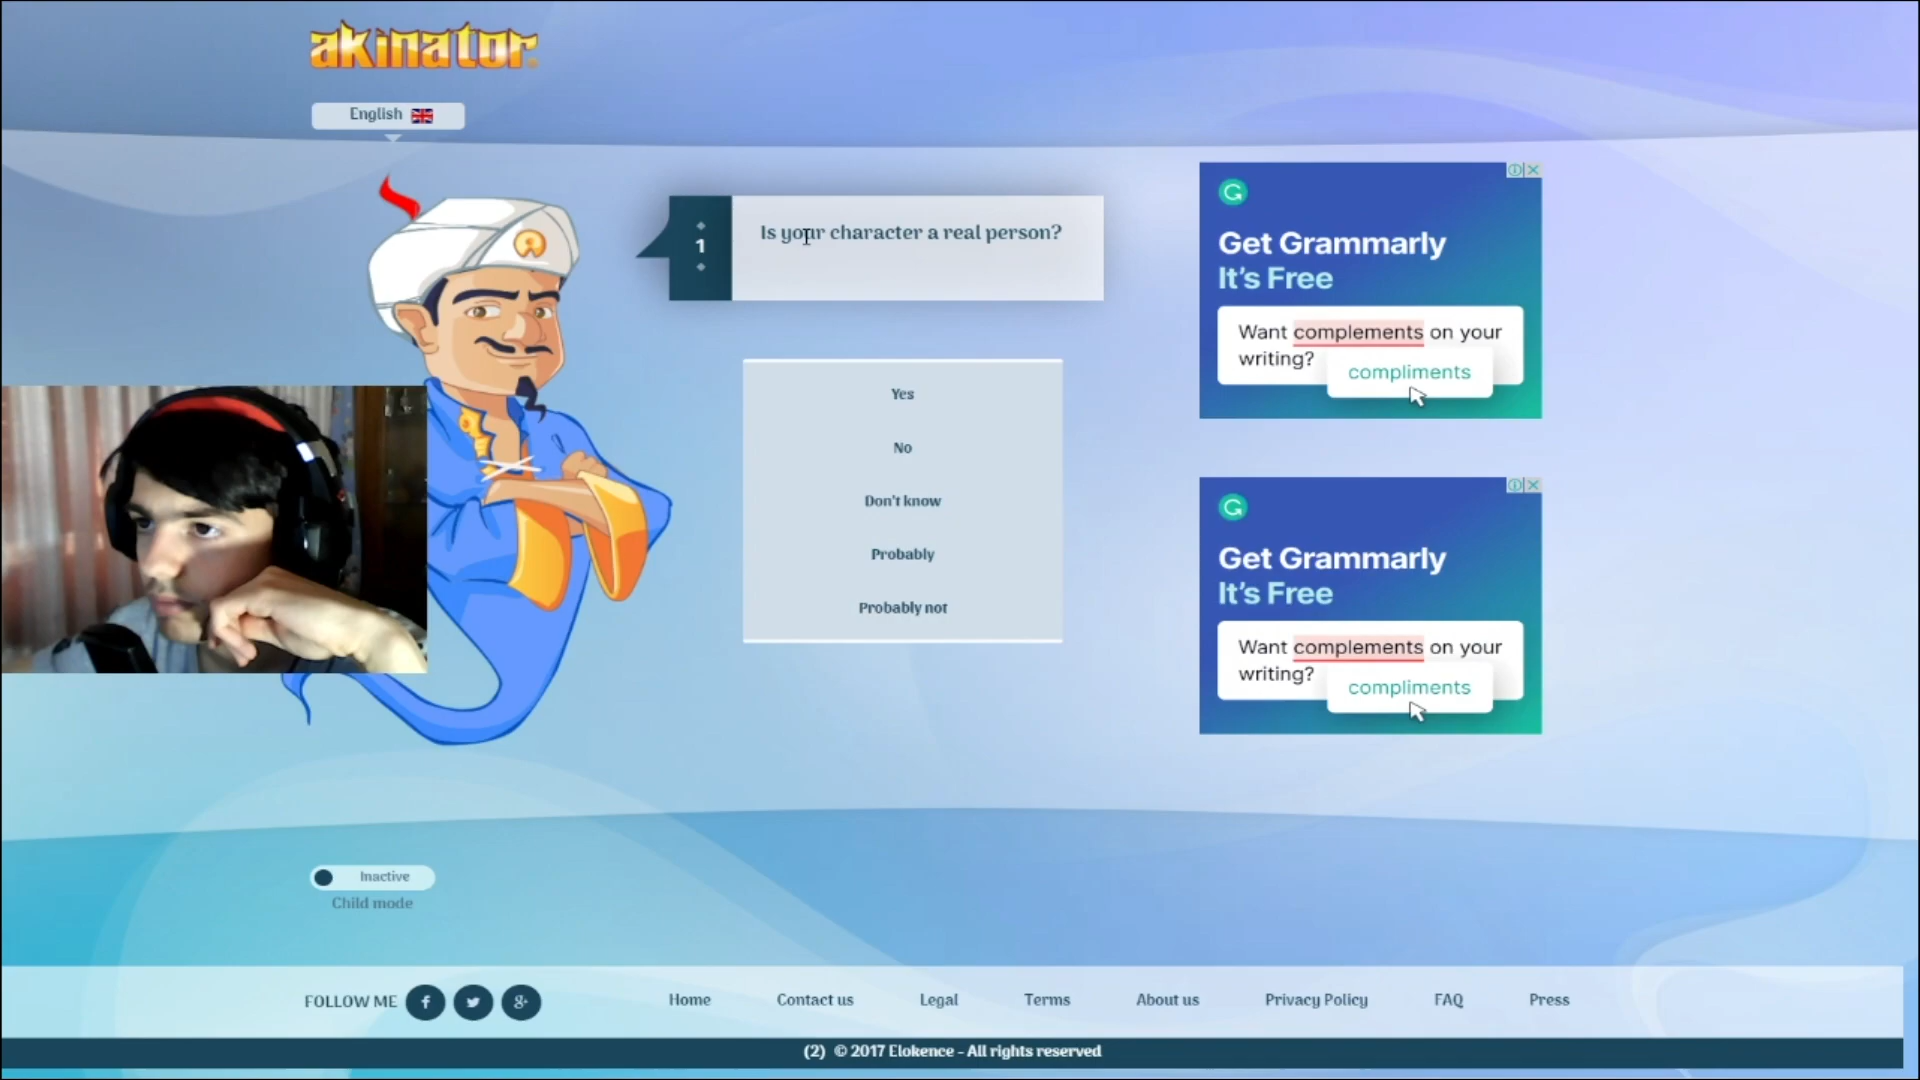 akinator.
English
1
Is your character a real person?
Yes
No
Don't know
Probably
Probably not
Get Grammarly
It's Free
Want complements on your
writing?
compliments
Get Grammarly
It's Free
Want complements on your
writing?
compliments
Inactive
Child mode
FOLLOW ME
Home
Contact us
Legal
Terms
About us
Privacy Policy
FAQ
Press
(2) © 2017 Elokence - All rights reserved